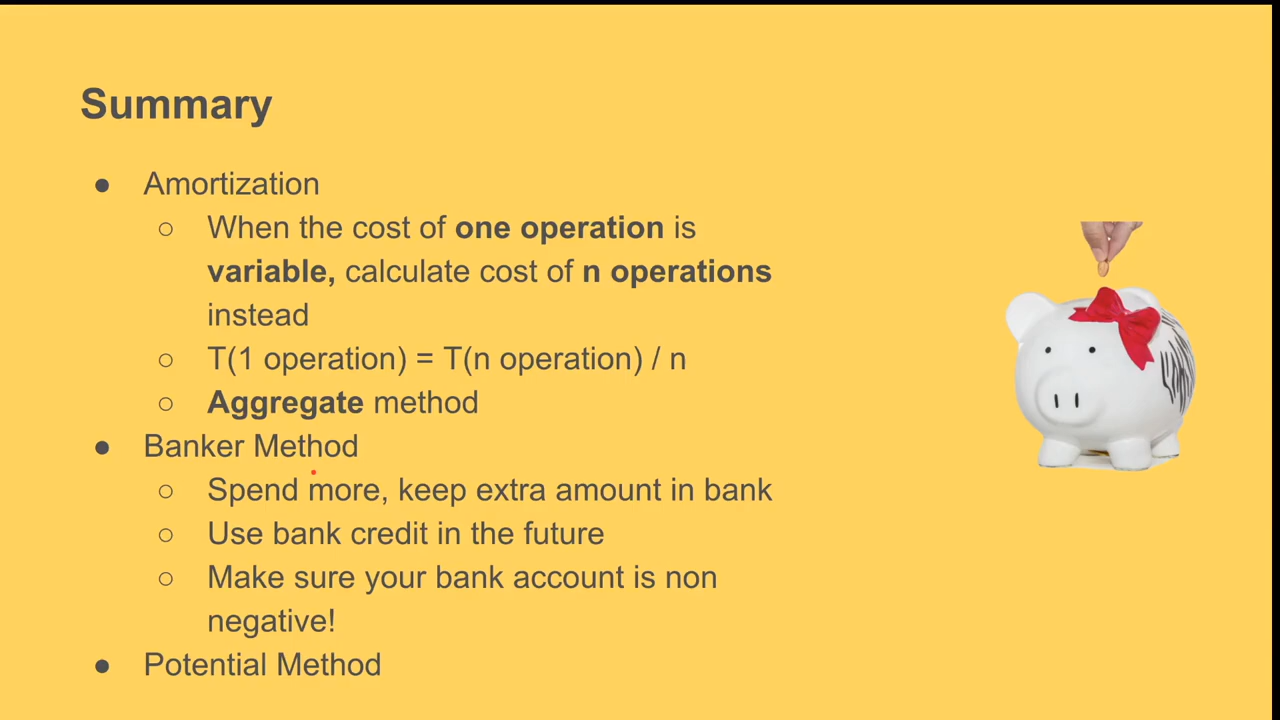 Summary
● Amortization
○ When the cost of one operation is
variable, calculate cost of n operations
instead
○ T(1 operation) = T(n operation) / n
○ Aggregate method
● Banker Method
○ Spend more, keep extra amount in bank
○ Use bank credit in the future
○ Make sure your bank account is non
negative!
● Potential Method